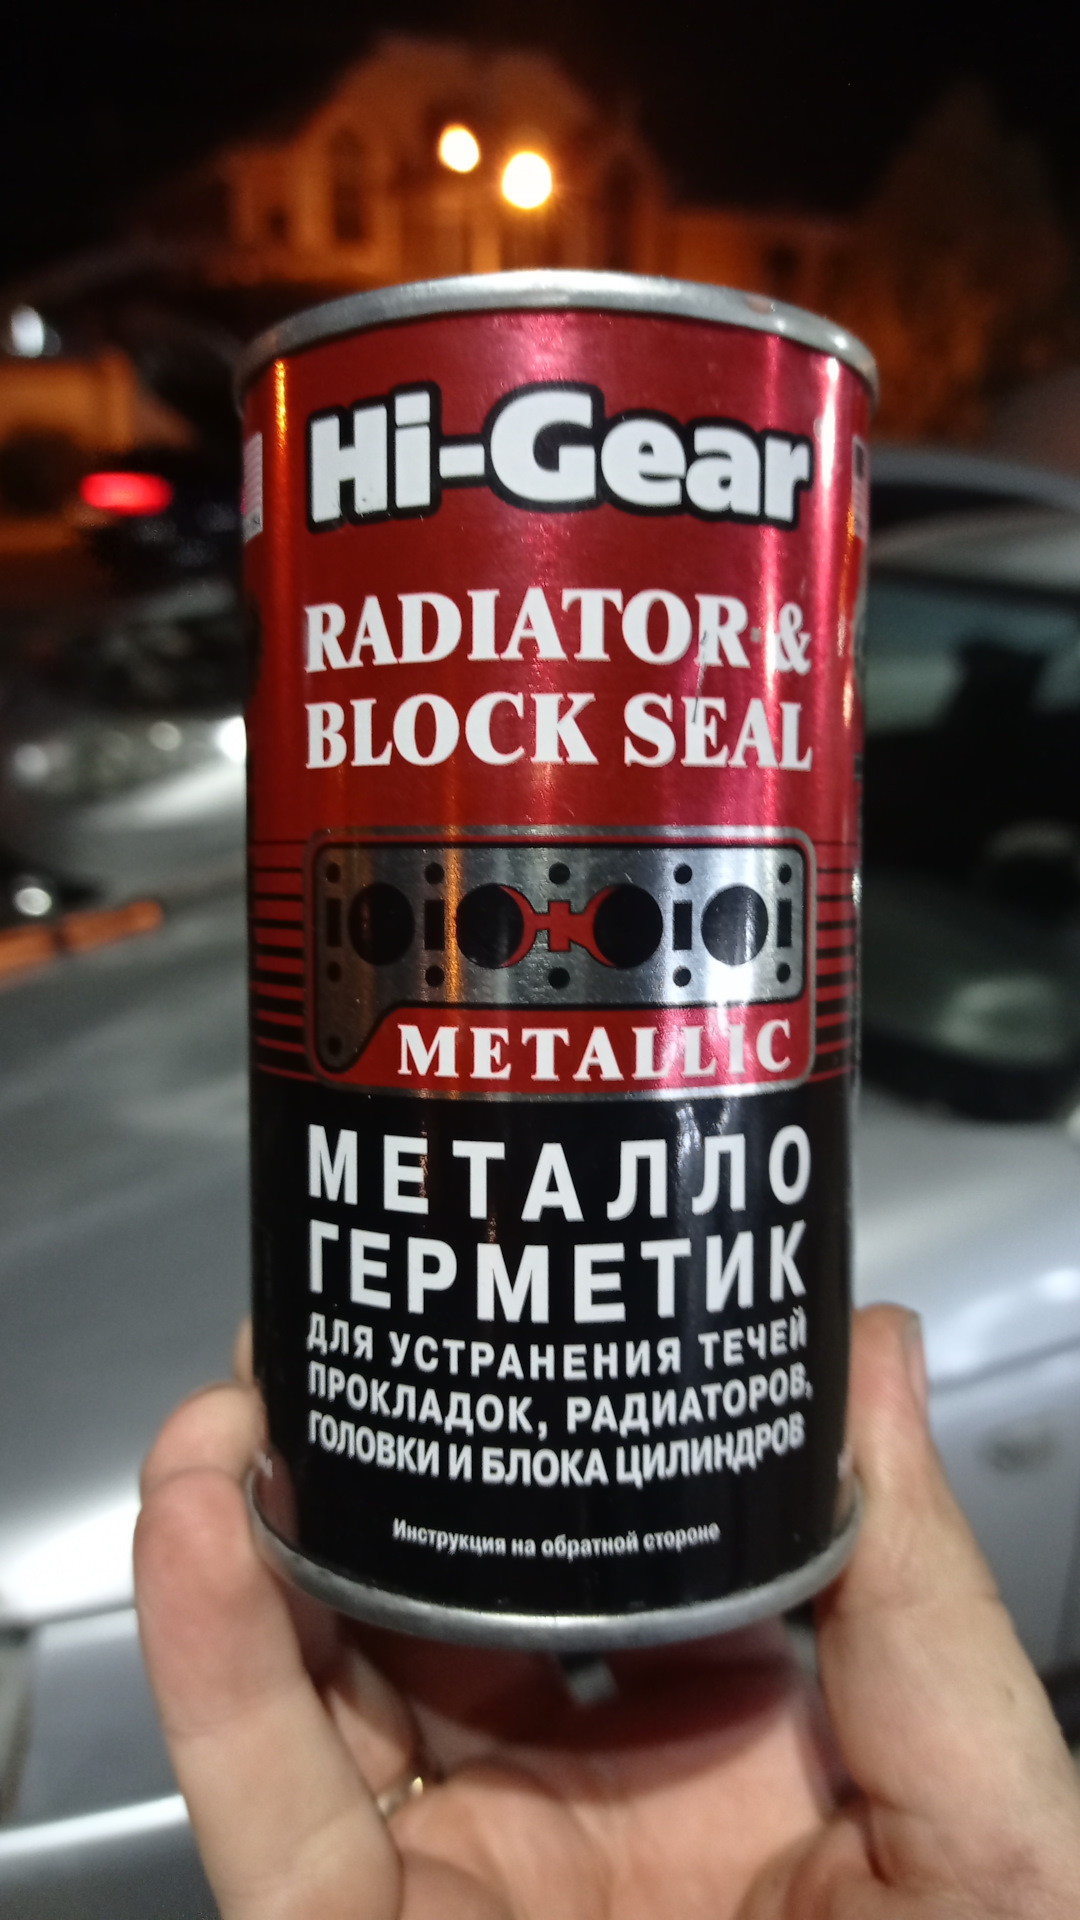 Hi-Gear
RADIATOR &
BLOCK SEAL
METALLIC
МЕТАЛЛО
ГЕРМЕТИК
ДЛЯ УСТРАНЕНИЯ ТЕЧЕЙ
ПРОКЛАДОК, РАДИАТОРОВ,
ГОЛОВКИ И БЛОКА ЦИЛИНДРОВ
Инструкция на обратной стороне